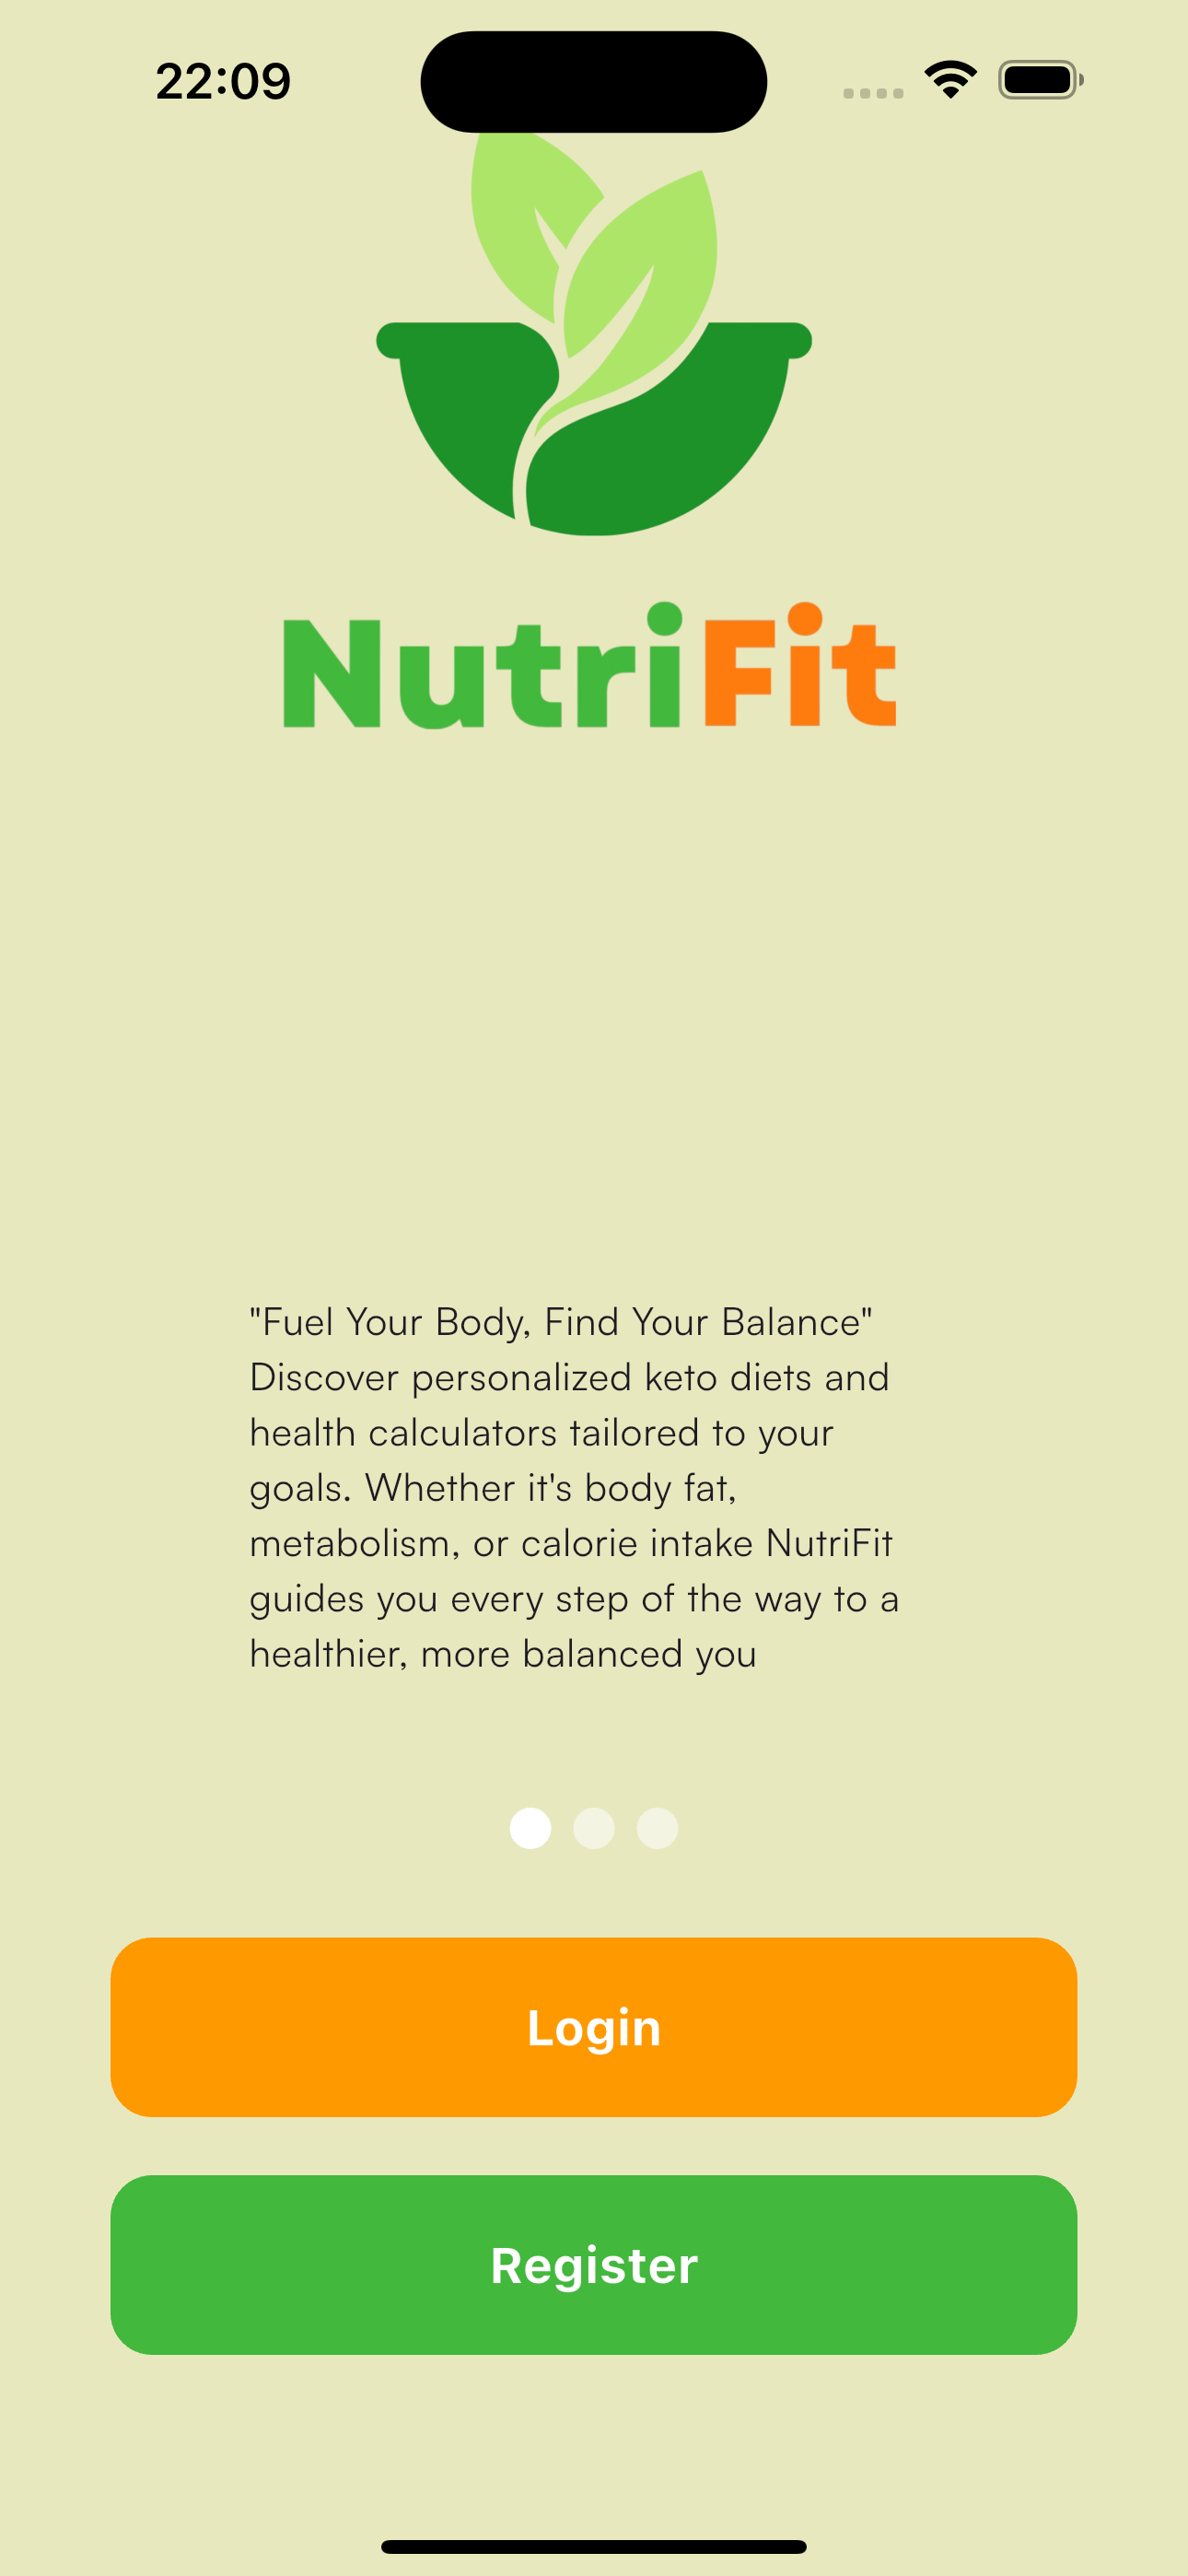 22:09
NutriFit
"Fuel Your Body, Find Your Balance"
Discover personalized keto diets and
health calculators tailored to your
goals. Whether it's body fat,
metabolism, or calorie intake NutriFit
guides you every step of the way to a
healthier, more balanced you
Login
Register